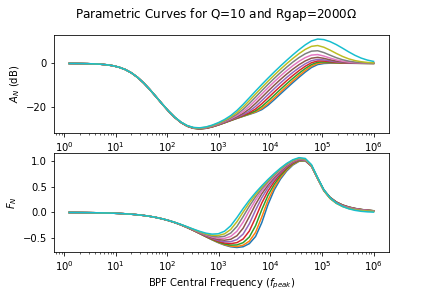 Parametric Curves for Q=10 and Rgap=2000Ω
A_N (dB)
0
−20
10^0 10^1 10^2 10^3 10^4 10^5 10^6
F_N
1.0
0.5
0.0
−0.5
10^0 10^1 10^2 10^3 10^4 10^5 10^6
BPF Central Frequency (f_peak)